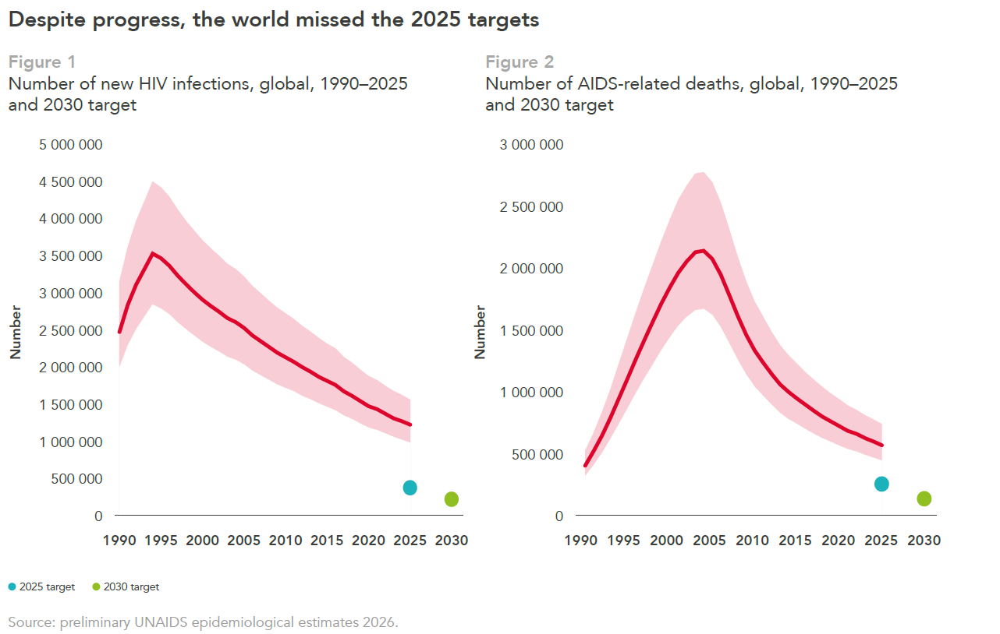 Despite progress, the world missed the 2025 targets
Figure 1
Number of new HIV infections, global, 1990–2025
and 2030 target
5 000 000
4 500 000
4 000 000
3 500 000
3 000 000
2 500 000
2 000 000
1 500 000
1 000 000
500 000
0
Number
1990 1995 2000 2005 2010 2015 2020 2025 2030
Figure 2
Number of AIDS-related deaths, global, 1990–2025
and 2030 target
3 000 000
2 500 000
2 000 000
1 500 000
1 000 000
500 000
0
Number
1990 1995 2000 2005 2010 2015 2020 2025 2030
2025 target 2030 target
Source: preliminary UNAIDS epidemiological estimates 2026.